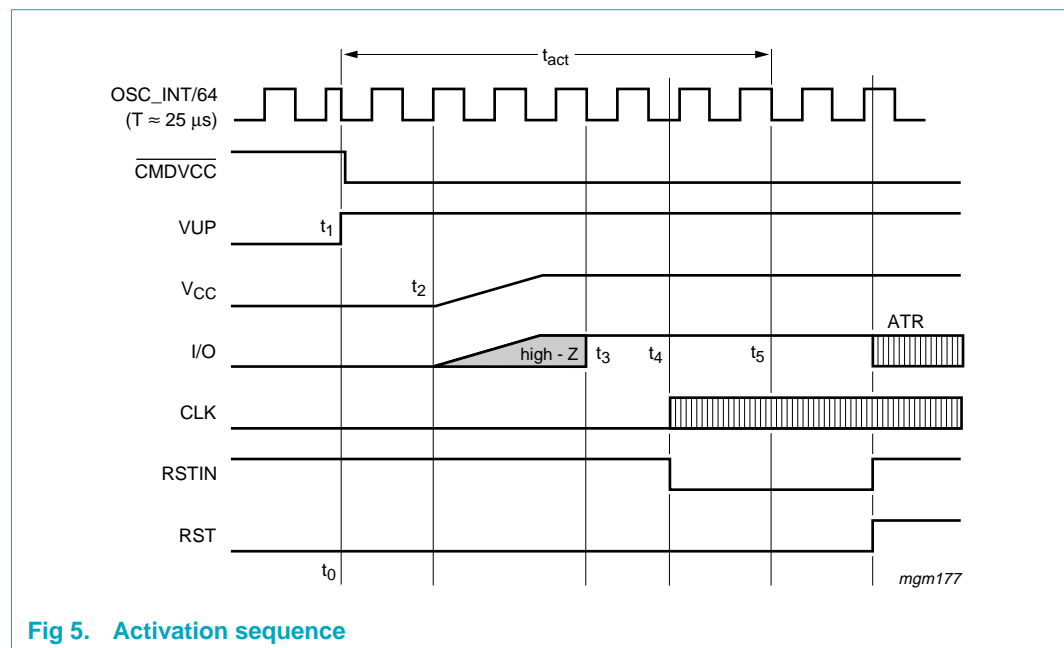 t_act
OSC_INT/64
(T ≈ 25 μs)
CMDVCC
VUP
t1
VCC
t2
ATR
I/O
high - Z
t3
t4
t5
CLK
RSTIN
RST
t0
mgm177
Fig 5. Activation sequence